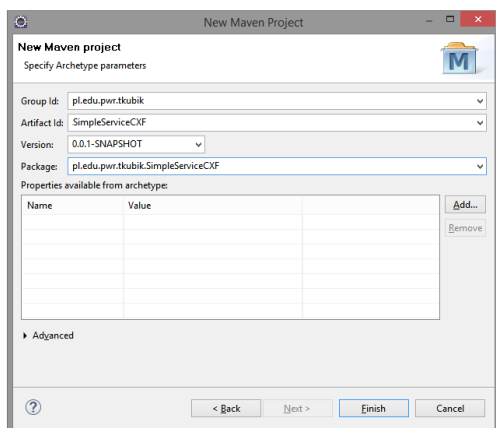 New Maven Project
New Maven project
Specify Archetype parameters
M
Group Id: pl.edu.pwr.tkubik
Artifact Id: SimpleServiceCXF
Version: 0.0.1-SNAPSHOT
Package: pl.edu.pwr.tkubik.SimpleServiceCXF
Properties available from archetype:
Name Value
Add...
Remove
Advanced
? < Back Next > Finish Cancel